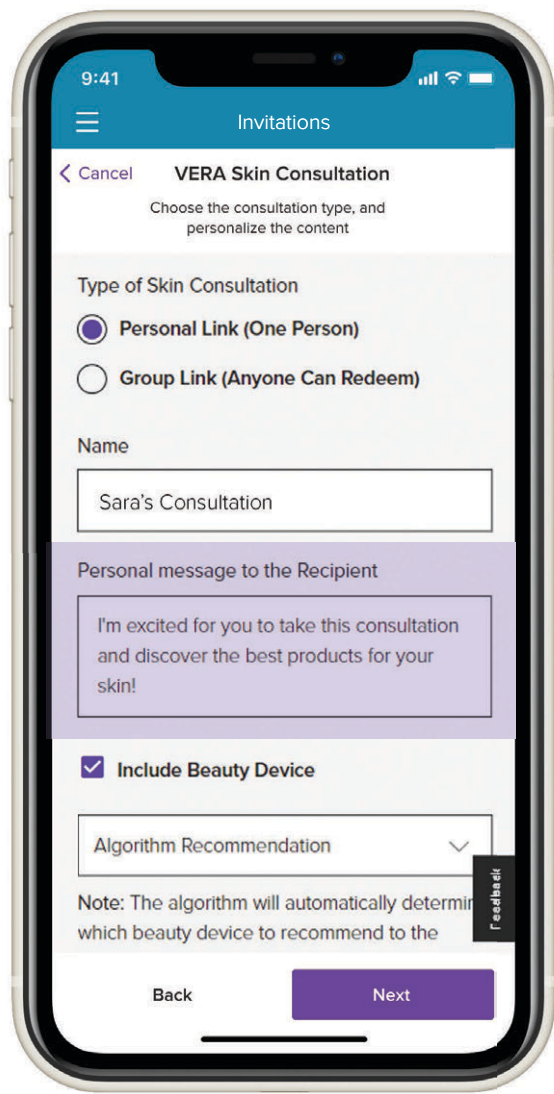 9:41
Invitations
Cancel
VERA Skin Consultation
Choose the consultation type, and
personalize the content
Type of Skin Consultation
Personal Link (One Person)
Group Link (Anyone Can Redeem)
Name
Sara's Consultation
Personal message to the Recipient
I'm excited for you to take this consultation
and discover the best products for your
skin!
Include Beauty Device
Algorithm Recommendation
Note: The algorithm will automatically determin
which beauty device to recommend to the
Feedback
Back
Next